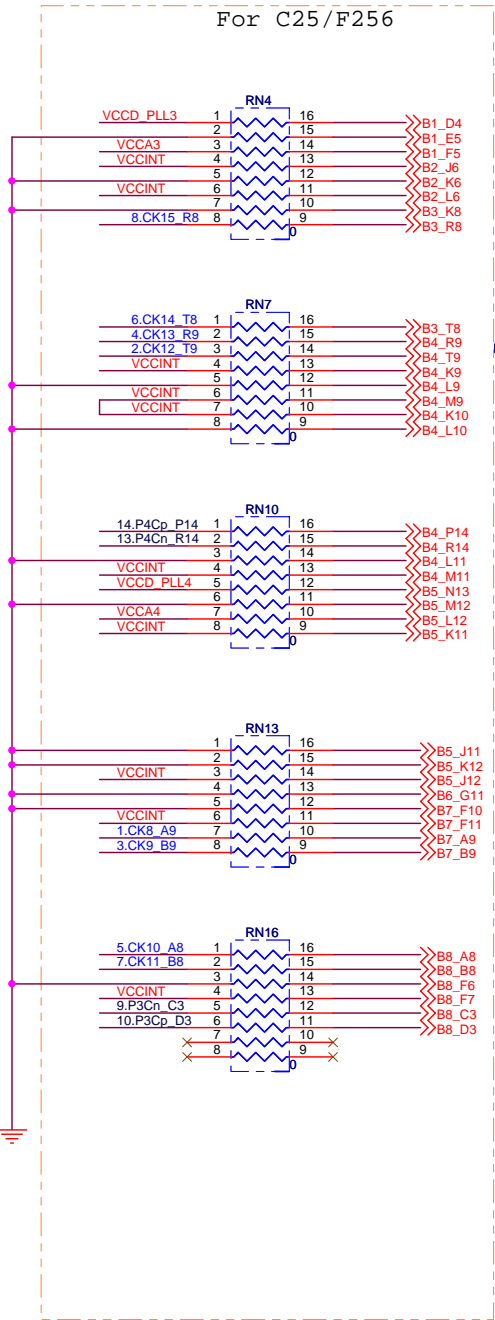 For C25/F256
RN4
VCCD_PLL3 1 16 B1_D4
2 15 B1_E5
VCCA3 3 14 B1_F5
VCCINT 4 13 B2_J6
5 12 B2_K6
VCCINT 6 11 B2_L6
7 10 B3_K8
8.CK15_R8 8 9 B3_R8
0
RN7
6.CK14_T8 1 16 B3_T8
4.CK13_R9 2 15 B4_R9
2.CK12_T9 3 14 B4_T9
VCCINT 4 13 B4_K9
5 12 B4_L9
VCCINT 6 11 B4_M9
VCCINT 7 10 B4_K10
8 9 B4_L10
0
RN10
14.P4Cp_P14 1 16 B4_P14
13.P4Cn_R14 2 15 B4_R14
3 14 B4_L11
VCCINT 4 13 B4_M11
VCCD_PLL4 5 12 B5_N13
6 11 B5_M12
VCCA4 7 10 B5_L12
VCCINT 8 9 B5_K11
0
RN13
1 16 B5_J11
2 15 B5_K12
VCCINT 3 14 B5_J12
4 13 B6_G11
5 12 B7_F10
VCCINT 6 11 B7_F11
1.CK8_A9 7 10 B7_A9
3.CK9_B9 8 9 B7_B9
0
RN16
5.CK10_A8 1 16 B8_A8
7.CK11_B8 2 15 B8_B8
3 14 B8_F6
VCCINT 4 13 B8_F7
9.P3Cn_C3 5 12 B8_C3
10.P3Cp_D3 6 11 B8_D3
7 10
8 9
0